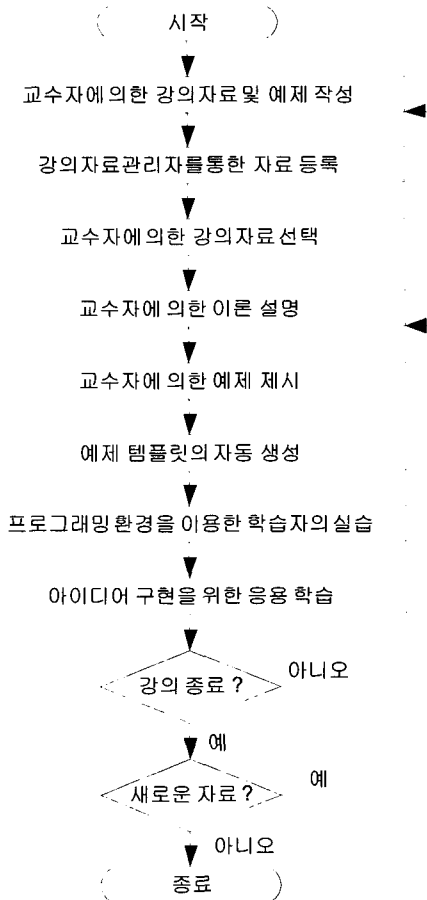 시작
교수자에 의한 강의자료 및 예제 작성
강의자료관리자를통한 자료 등록
교수자에 의한 강의자료 선택
교수자에 의한 이론 설명
교수자에 의한 예제 제시
예제 템플릿의 자동 생성
프로그래밍 환경을 이용한 학습자의 실습
아이디어 구현을 위한 응용 학습
강의 종료 ?
아니오
예
새로운 자료 ?
예
아니오
종료